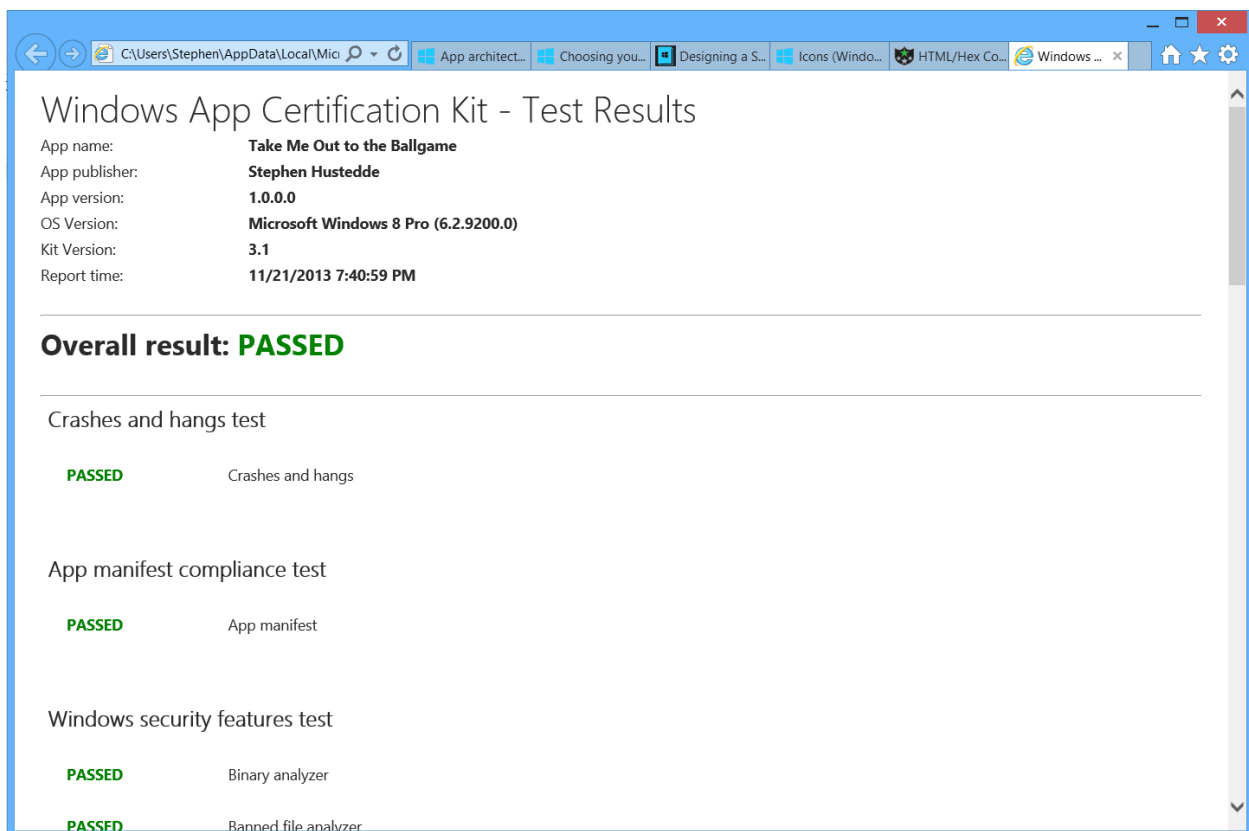 C:\Users\Stephen\AppData\Local\Mic
App architect...
Choosing you...
Designing a S...
Icons (Windo...
HTML/Hex Co...
Windows ...
Windows App Certification Kit - Test Results
App name: Take Me Out to the Ballgame
App publisher: Stephen Hustedde
App version: 1.0.0.0
OS Version: Microsoft Windows 8 Pro (6.2.9200.0)
Kit Version: 3.1
Report time: 11/21/2013 7:40:59 PM
Overall result: PASSED
Crashes and hangs test
PASSED Crashes and hangs
App manifest compliance test
PASSED App manifest
Windows security features test
PASSED Binary analyzer
PASSED Banned file analyzer